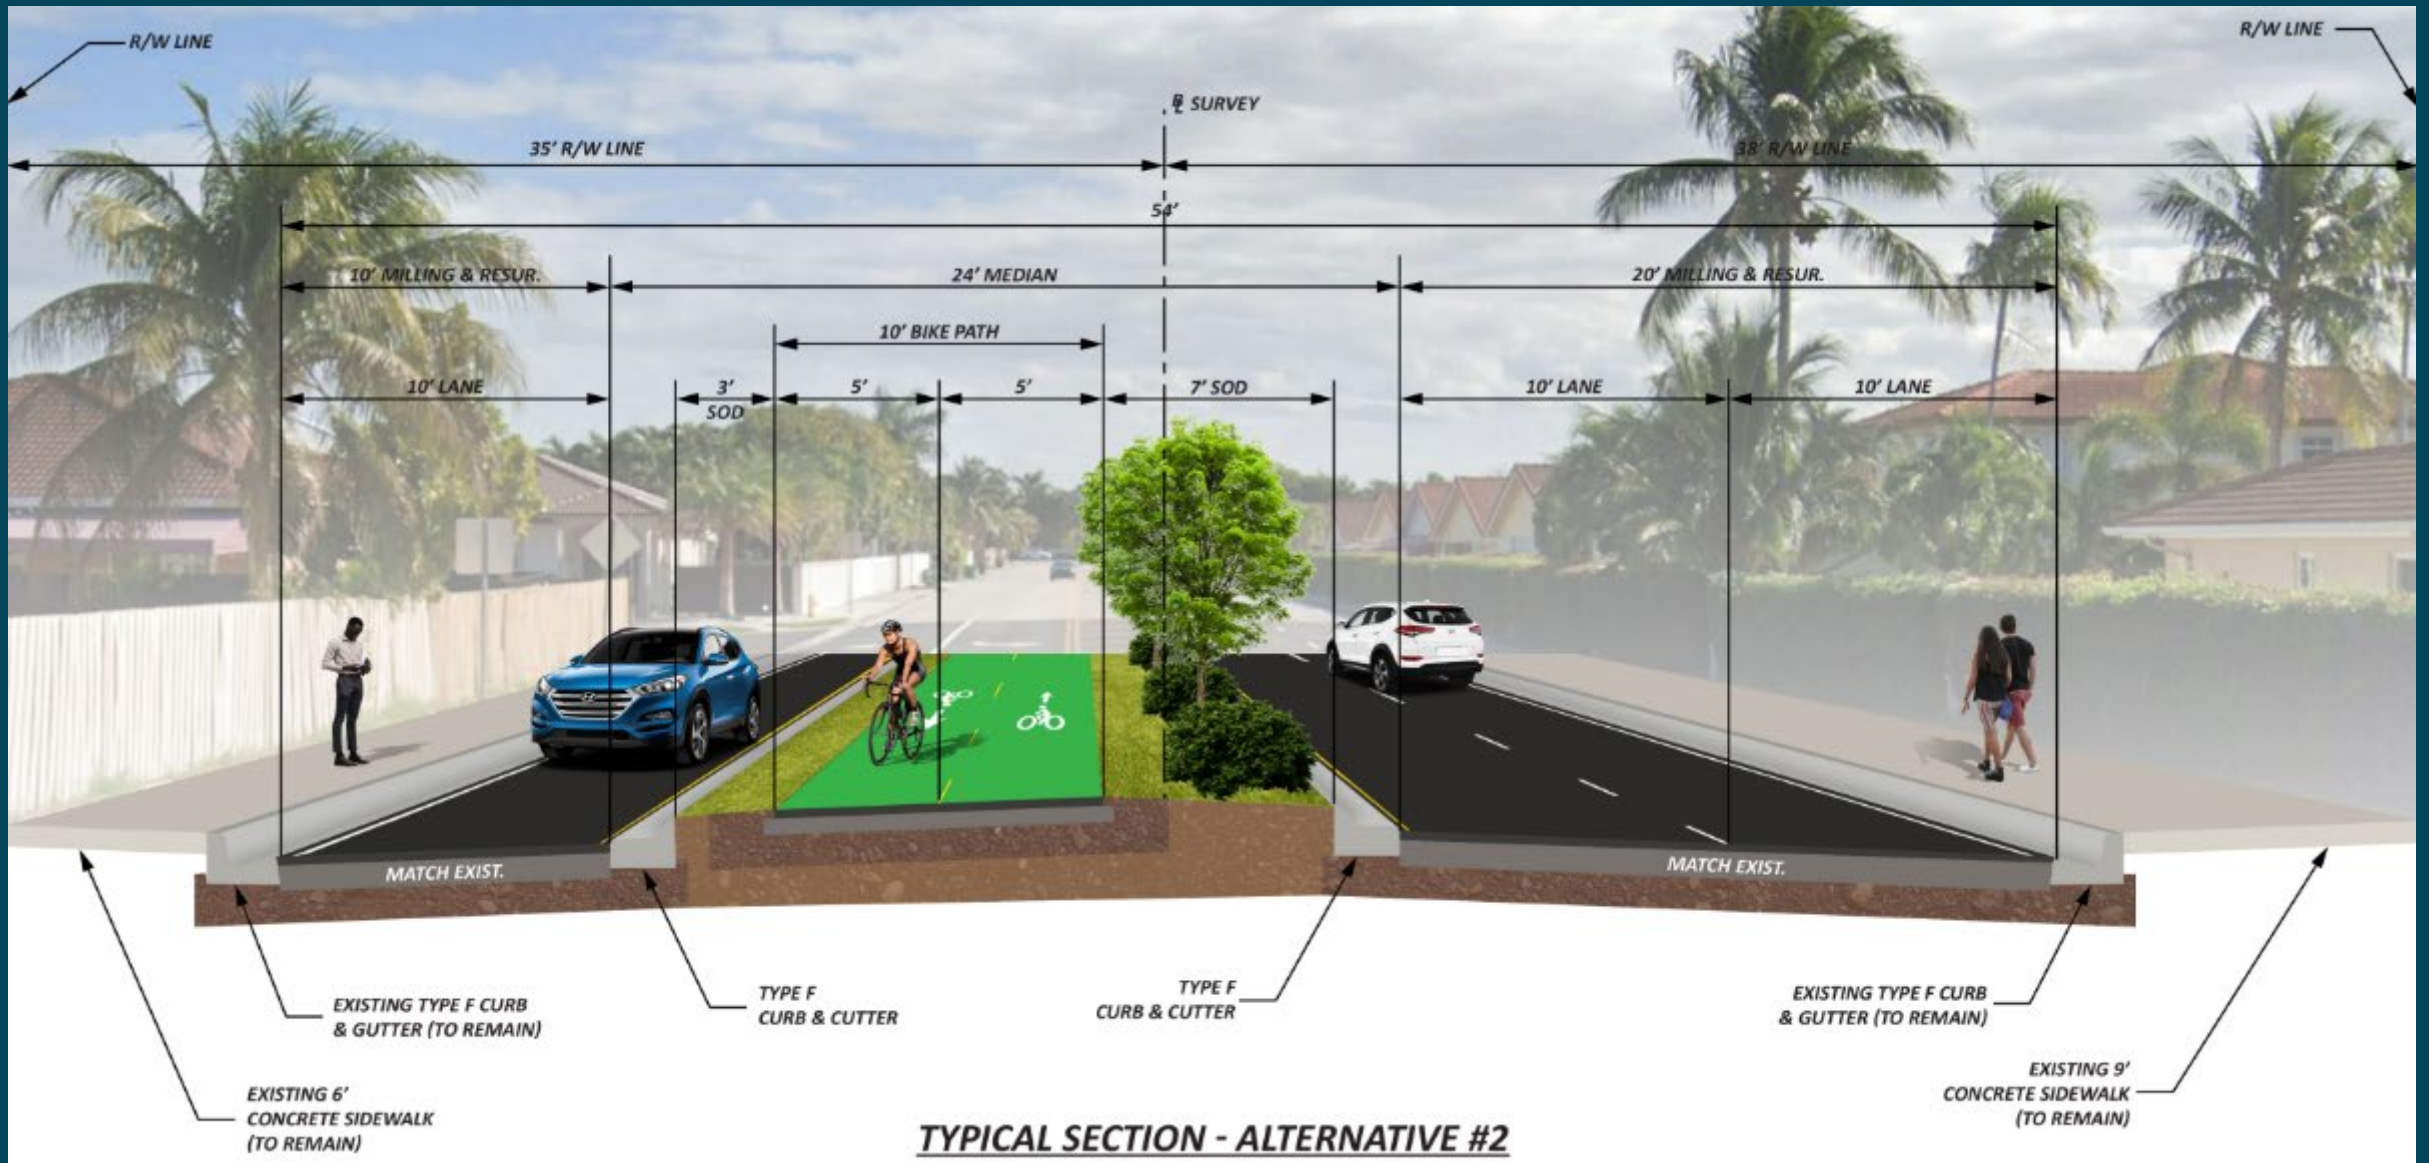 R/W LINE
R/W LINE
℄ SURVEY
35' R/W LINE
38' R/W LINE
54'
10' MILLING & RESUR.
24' MEDIAN
20' MILLING & RESUR.
10' BIKE PATH
10' LANE
3'
SOD
5'
5'
7' SOD
10' LANE
10' LANE
MATCH EXIST.
MATCH EXIST.
EXISTING TYPE F CURB
& GUTTER (TO REMAIN)
TYPE F
CURB & CUTTER
TYPE F
CURB & CUTTER
EXISTING TYPE F CURB
& GUTTER (TO REMAIN)
EXISTING 6'
CONCRETE SIDEWALK
(TO REMAIN)
EXISTING 9'
CONCRETE SIDEWALK
(TO REMAIN)
TYPICAL SECTION - ALTERNATIVE #2